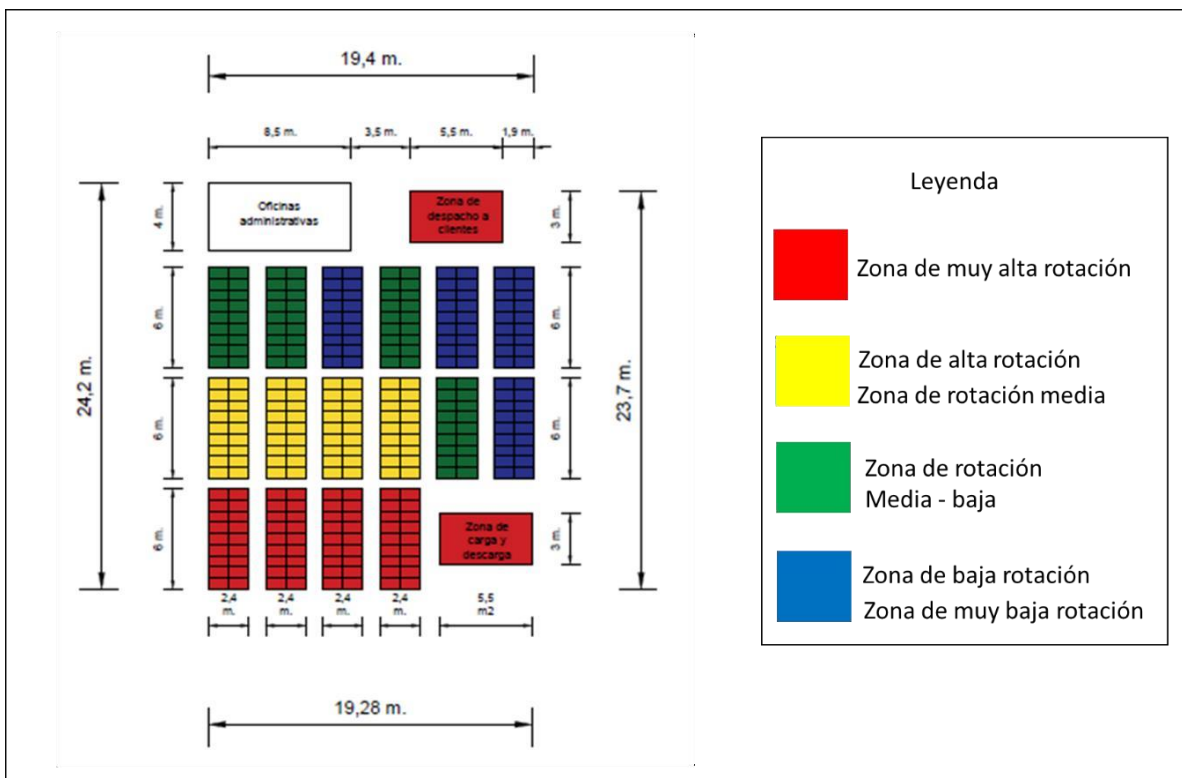 19,4 m.
8,5 m.
3,5 m.
5,5 m.
1,9 m.
24,2 m.
4 m.
Oficinas
administrativas
Zona de
despacho a
clientes
3 m.
6 m.
6 m.
6 m.
6 m.
23,7 m.
6 m.
Zona de
carga y
descarga
3 m.
2,4
m.
2,4
m.
2,4
m.
2,4
m.
5,5
m2
19,28 m.
Leyenda
Zona de muy alta rotación
Zona de alta rotación
Zona de rotación media
Zona de rotación
Media - baja
Zona de baja rotación
Zona de muy baja rotación